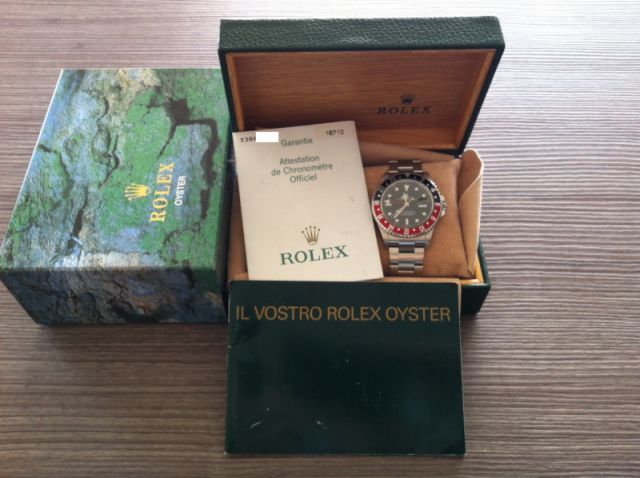 ROLEX
ROLEX
OYSTER
16710
Garantie
Attestation
de Chronomètre
Officiel
ROLEX
IL VOSTRO ROLEX OYSTER